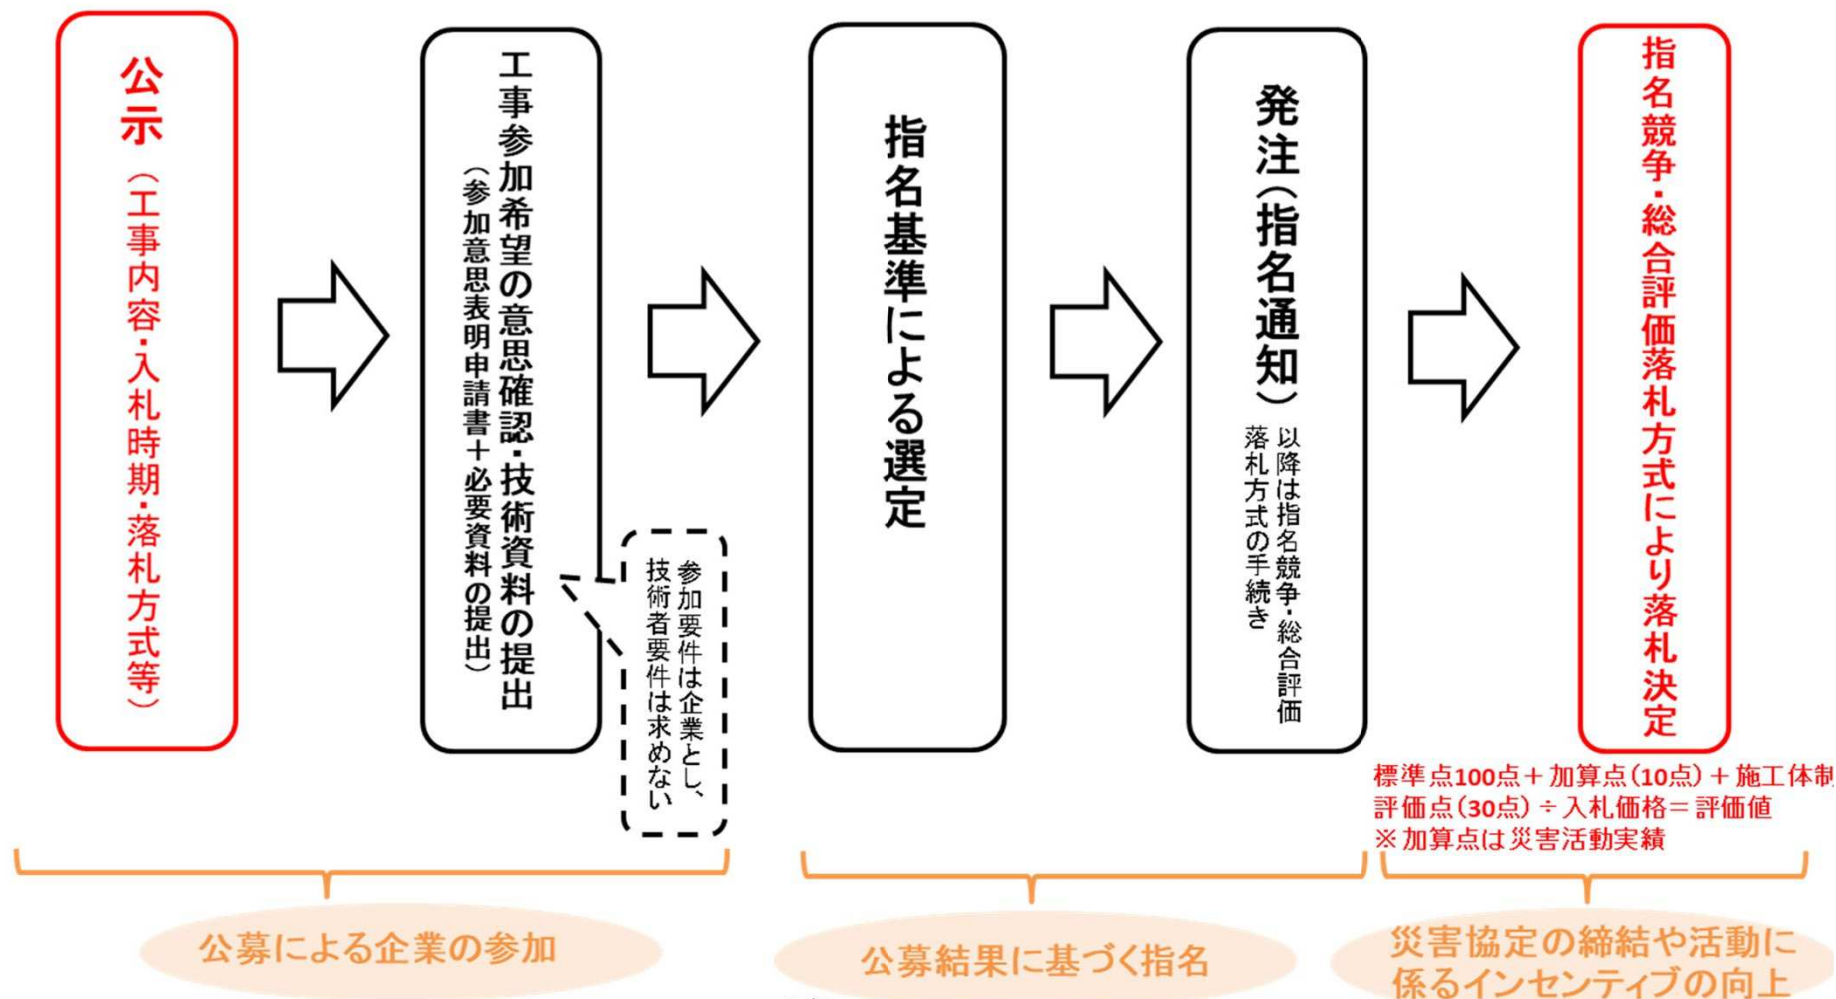 公示（工事内容・入札時期・落札方式等）
工事参加希望の意思確認・技術資料の提出
（参加意思表明申請書＋必要資料の提出）
参加要件は企業とし、
技術者要件は求めない
指名基準による選定
発注（指名通知）
以降は指名競争・総合評価
落札方式の手続き
指名競争・総合評価落札方式により落札決定
標準点100点＋加算点（10点）＋施工体制
評価点（30点）÷入札価格＝評価値
※加算点は災害活動実績
公募による企業の参加
公募結果に基づく指名
災害協定の締結や活動に
係るインセンティブの向上